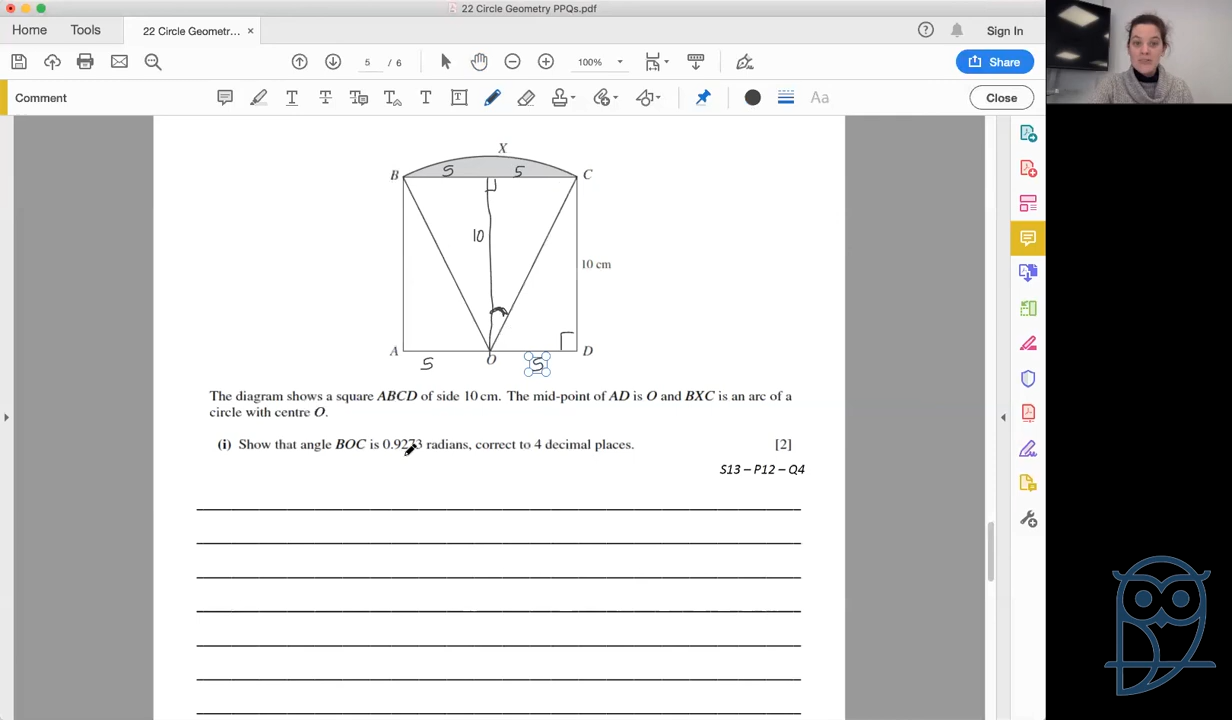 22 Circle Geometry PPQs.pdf
Home Tools 22 Circle Geometr... × Sign In
5 / 6 100% Share
Comment T T T T Aa Close
X
B 5 5 C
10
10 cm
A O D
5 5
The diagram shows a square ABCD of side 10 cm. The mid-point of AD is O and BXC is an arc of a
circle with centre O.
(i) Show that angle BOC is 0.9273 radians, correct to 4 decimal places. [2]
S13 – P12 – Q4